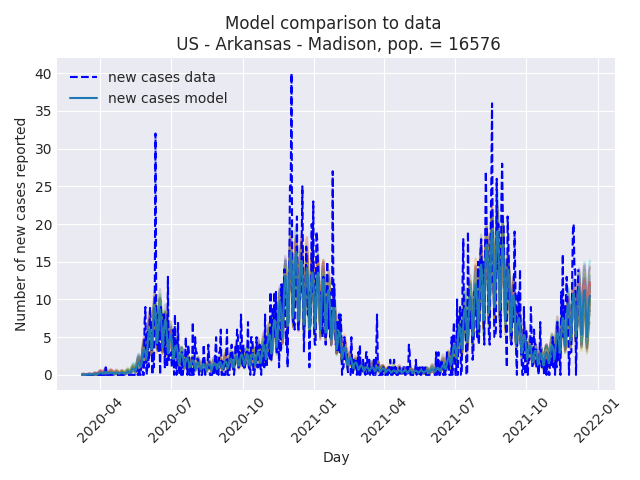 Model comparison to data
US - Arkansas - Madison, pop. = 16576
new cases data
new cases model
Number of new cases reported
40
35
30
25
20
15
10
5
0
2020-04
2020-07
2020-10
2021-01
2021-04
2021-07
2021-10
2022-01
Day